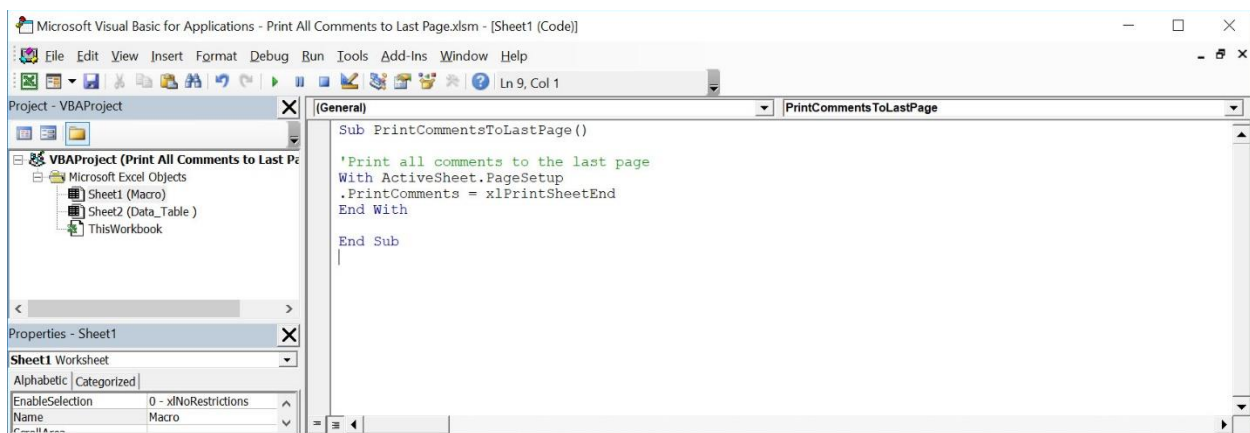 Microsoft Visual Basic for Applications - Print All Comments to Last Page.xlsm - [Sheet1 (Code)]
File Edit View Insert Format Debug Run Tools Add-Ins Window Help
Ln 9, Col 1
Project - VBAProject
(General)
PrintCommentsToLastPage
VBAProject (Print All Comments to Last Pa
Microsoft Excel Objects
Sheet1 (Macro)
Sheet2 (Data_Table )
ThisWorkbook
Sub PrintCommentsToLastPage()
'Print all comments to the last page
With ActiveSheet.PageSetup
.PrintComments = xlPrintSheetEnd
End With
End Sub
Properties - Sheet1
Sheet1 Worksheet
Alphabetic Categorized
EnableSelection 0 - xlNoRestrictions
Name Macro